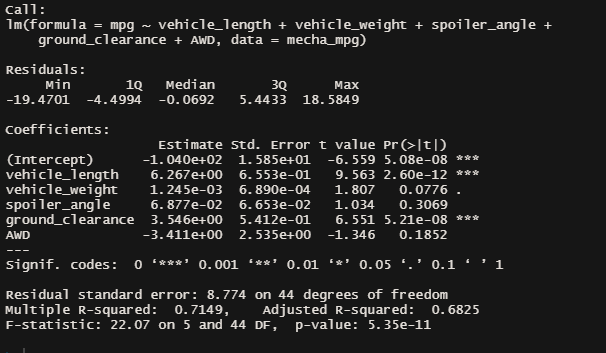 Call:
lm(formula = mpg ~ vehicle_length + vehicle_weight + spoiler_angle +
    ground_clearance + AWD, data = mecha_mpg)

Residuals:
     Min       1Q   Median       3Q      Max
-19.4701  -4.4994  -0.0692   5.4433  18.5849

Coefficients:
                   Estimate Std. Error t value Pr(>|t|)
(Intercept)      -1.040e+02  1.585e+01  -6.559 5.08e-08 ***
vehicle_length    6.267e+00  6.553e-01   9.563 2.60e-12 ***
vehicle_weight    1.245e-03  6.890e-04   1.807   0.0776 .
spoiler_angle     6.877e-02  6.653e-02   1.034   0.3069
ground_clearance  3.546e+00  5.412e-01   6.551 5.21e-08 ***
AWD              -3.411e+00  2.535e+00  -1.346   0.1852
---
Signif. codes:  0 ‘***’ 0.001 ‘**’ 0.01 ‘*’ 0.05 ‘.’ 0.1 ‘ ’ 1

Residual standard error: 8.774 on 44 degrees of freedom
Multiple R-squared:  0.7149,    Adjusted R-squared:  0.6825
F-statistic: 22.07 on 5 and 44 DF,  p-value: 5.35e-11